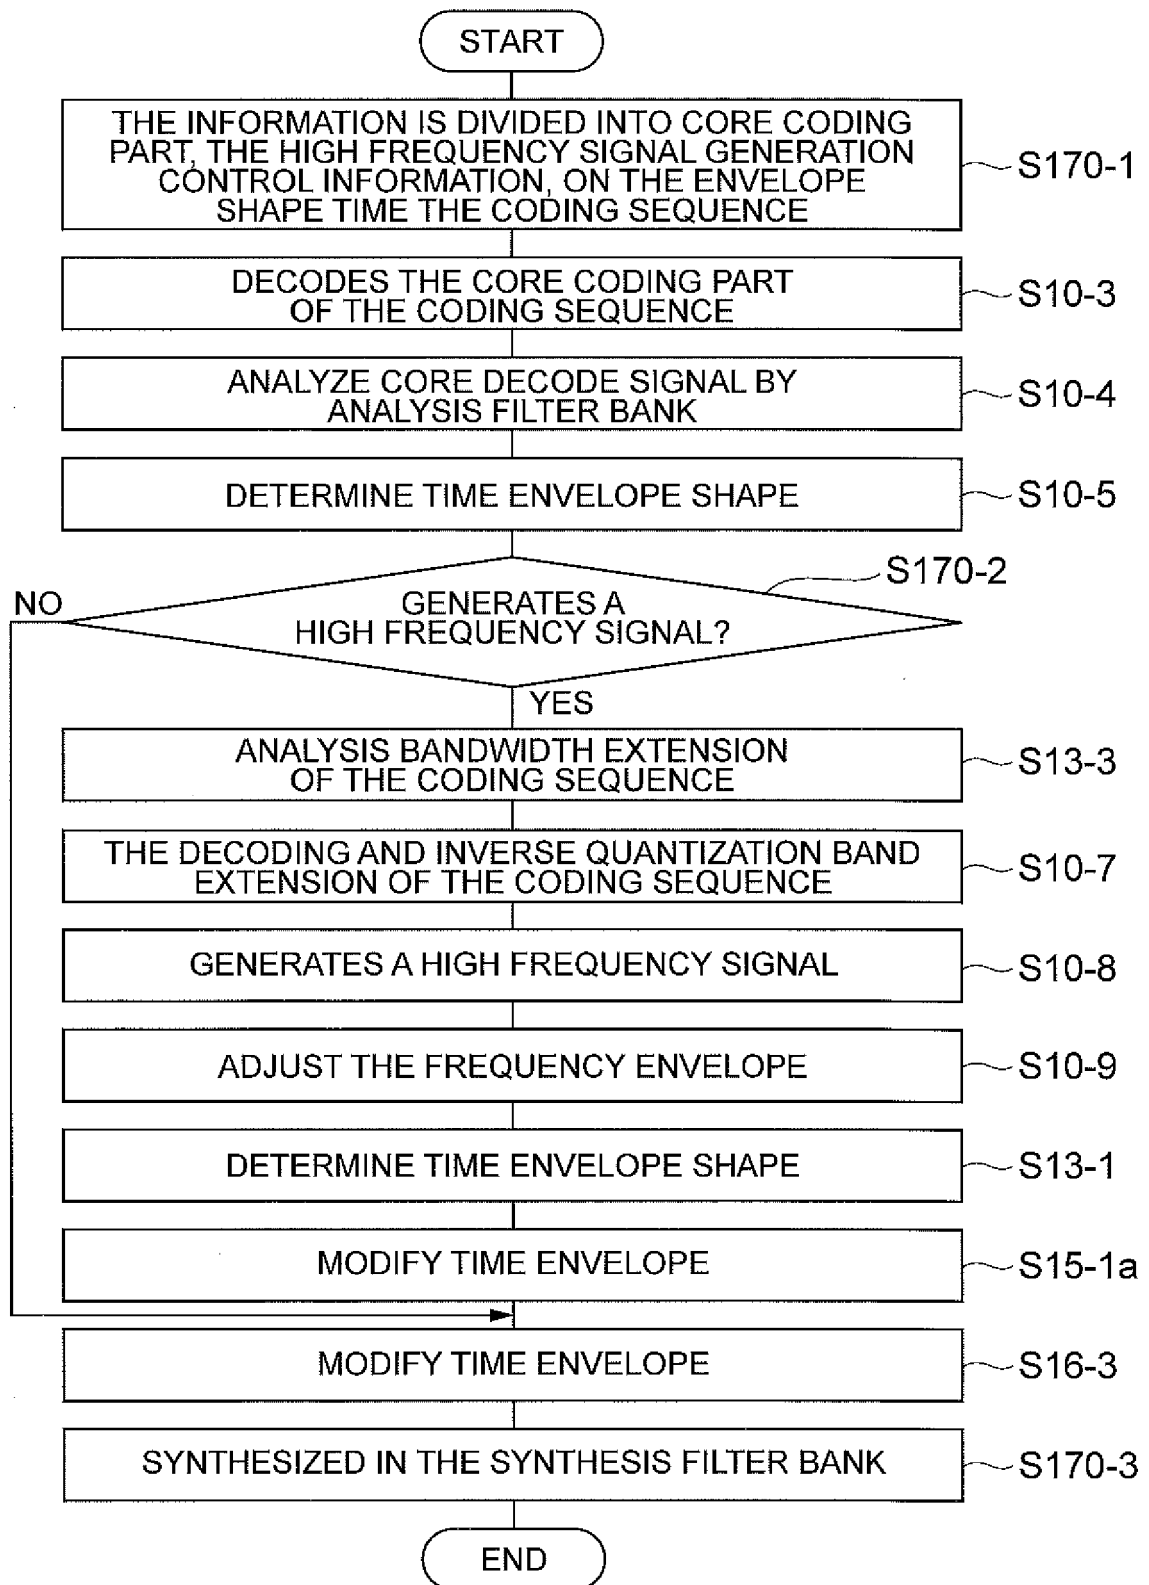 START
THE INFORMATION IS DIVIDED INTO CORE CODING
PART, THE HIGH FREQUENCY SIGNAL GENERATION
CONTROL INFORMATION, ON THE ENVELOPE
SHAPE TIME THE CODING SEQUENCE
S170-1
DECODES THE CORE CODING PART
OF THE CODING SEQUENCE
S10-3
ANALYZE CORE DECODE SIGNAL BY
ANALYSIS FILTER BANK
S10-4
DETERMINE TIME ENVELOPE SHAPE
S10-5
S170-2
NO
GENERATES A
HIGH FREQUENCY SIGNAL?
YES
ANALYSIS BANDWIDTH EXTENSION
OF THE CODING SEQUENCE
S13-3
THE DECODING AND INVERSE QUANTIZATION BAND
EXTENSION OF THE CODING SEQUENCE
S10-7
GENERATES A HIGH FREQUENCY SIGNAL
S10-8
ADJUST THE FREQUENCY ENVELOPE
S10-9
DETERMINE TIME ENVELOPE SHAPE
S13-1
MODIFY TIME ENVELOPE
S15-1a
MODIFY TIME ENVELOPE
S16-3
SYNTHESIZED IN THE SYNTHESIS FILTER BANK
S170-3
END